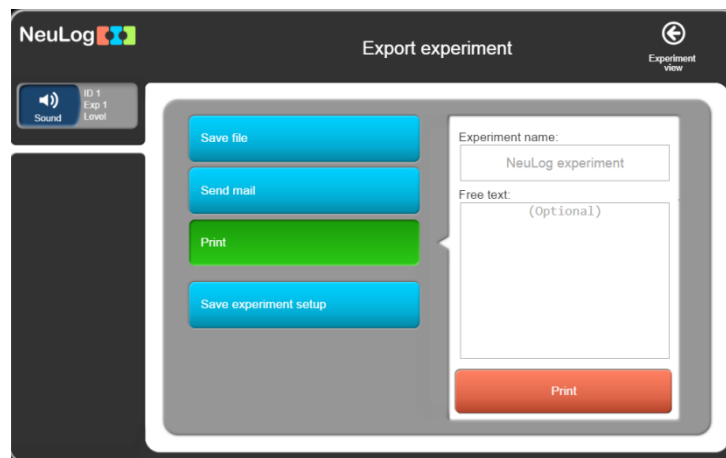 NeuLog
Export experiment
Experiment
view
Sound
ID 1
Exp 1
Level
Save file
Send mail
Print
Save experiment setup
Experiment name:
NeuLog experiment
Free text:
(Optional)
Print